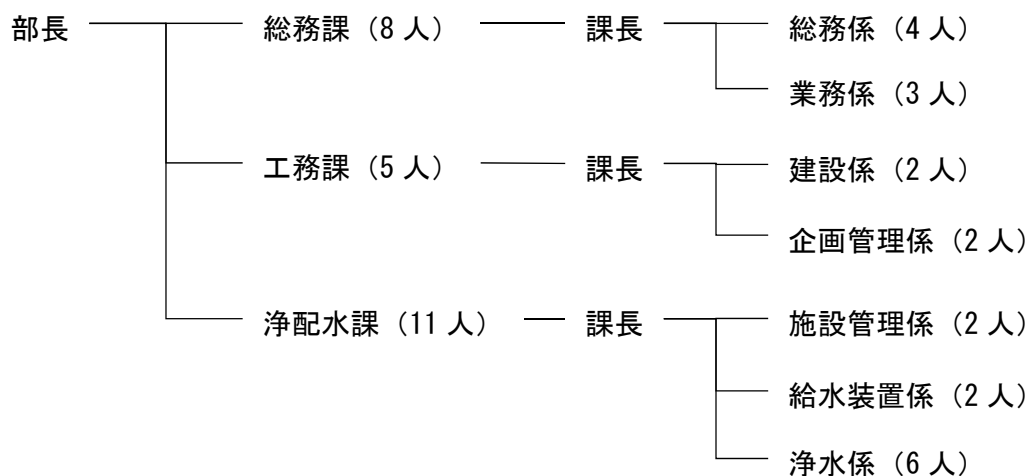 部長 総務課（8 人） 課長 総務係（4 人）
業務係（3 人）
工務課（5 人） 課長 建設係（2 人）
企画管理係（2 人）
浄配水課（11 人） 課長 施設管理係（2 人）
給水装置係（2 人）
浄水係（6 人）